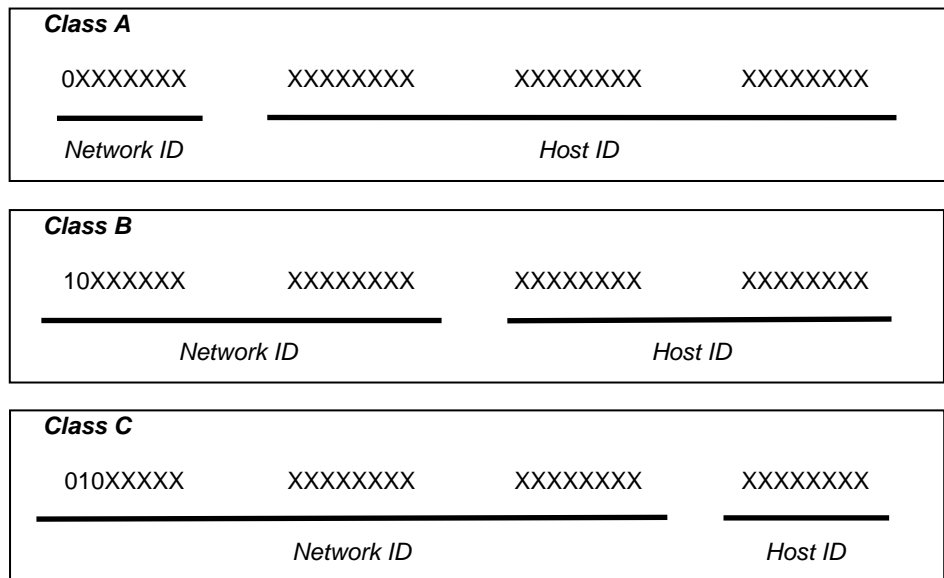 Class A
0XXXXXXX XXXXXXXX XXXXXXXX XXXXXXXX
Network ID Host ID
Class B
10XXXXXX XXXXXXXX XXXXXXXX XXXXXXXX
Network ID Host ID
Class C
010XXXXX XXXXXXXX XXXXXXXX XXXXXXXX
Network ID Host ID